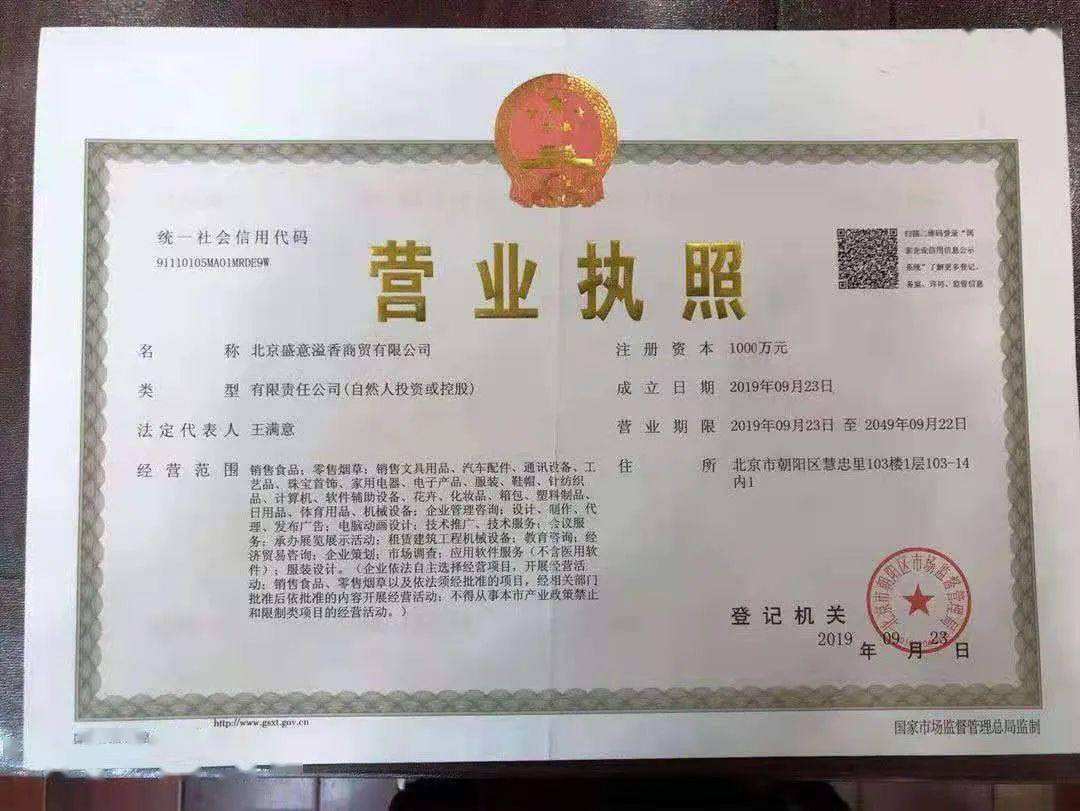 统一社会信用代码
91110105MA01MRDE9W
营业执照
扫描二维码登录“国
家企业信用信息公示
系统”了解更多登记、
备案、许可、监管信息
名 称 北京盛意溢香商贸有限公司
类 型 有限责任公司(自然人投资或控股)
法定代表人 王满意
经营范围 销售食品；零售烟草；销售文具用品、汽车配件、通讯设备、工
艺品、珠宝首饰、家用电器、电子产品、服装、鞋帽、针纺织
品、计算机、软件辅助设备、花卉、化妆品、箱包、塑料制品、
日用品、体育用品、机械设备；企业管理咨询；设计、制作、代
理、发布广告；电脑动画设计；技术推广、技术服务；会议服
务；承办展览展示活动；租赁建筑工程机械设备；教育咨询；经
济贸易咨询；企业策划；市场调查；应用软件服务（不含医用软
件）；服装设计。（企业依法自主选择经营项目，开展经营活
动；销售食品、零售烟草以及依法须经批准的项目，经相关部门
批准后依批准的内容开展经营活动；不得从事本市产业政策禁止
和限制类项目的经营活动。）
注册资本 1000万元
成立日期 2019年09月23日
营业期限 2019年09月23日 至 2049年09月22日
住 所 北京市朝阳区慧忠里103楼1层103-14
内1
北京市朝阳区市场监督管理局
登记机关
2019 年 09 月 23 日
http://www.gsxt.gov.cn
国家市场监督管理总局监制